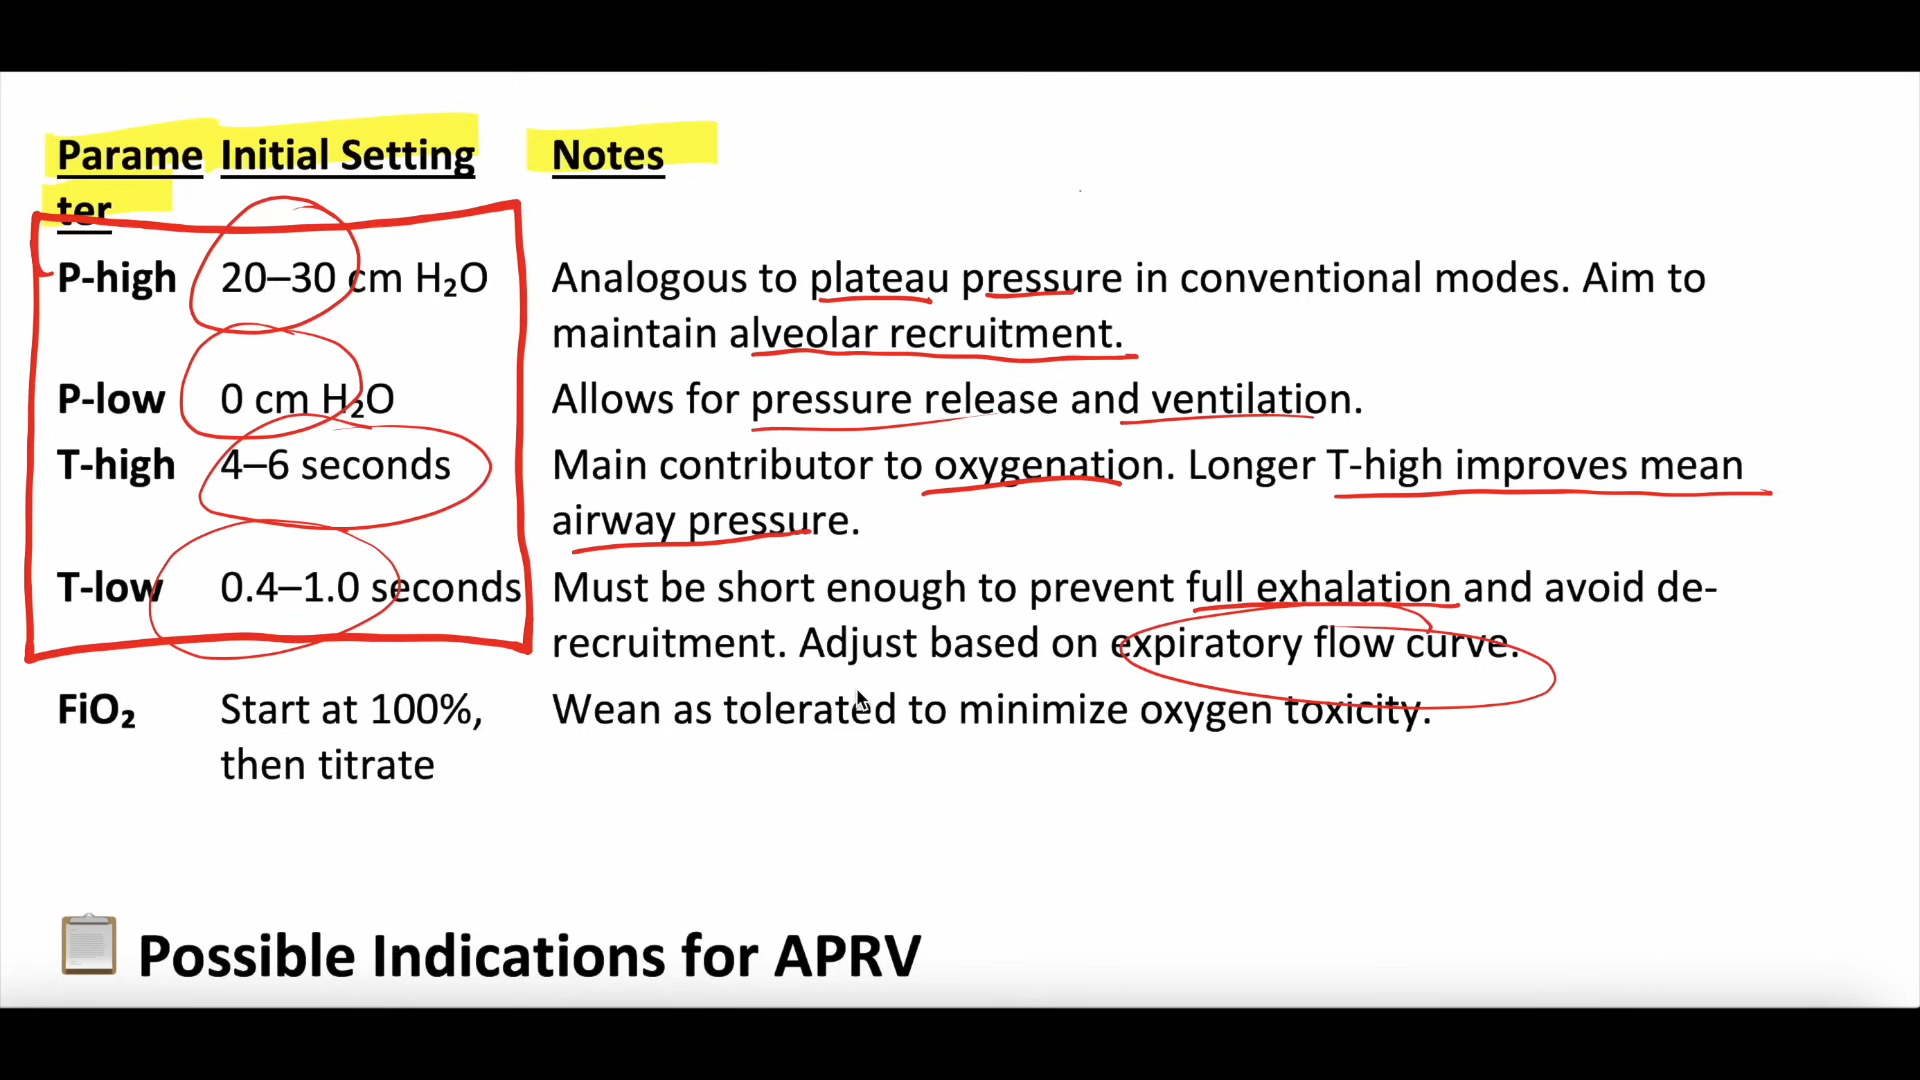 Parame Initial Setting Notes
ter
P-high 20–30 cm H₂O Analogous to plateau pressure in conventional modes. Aim to
maintain alveolar recruitment.
P-low 0 cm H₂O Allows for pressure release and ventilation.
T-high 4–6 seconds Main contributor to oxygenation. Longer T-high improves mean
airway pressure.
T-low 0.4–1.0 seconds Must be short enough to prevent full exhalation and avoid de-
recruitment. Adjust based on expiratory flow curve.
FiO₂ Start at 100%, Wean as tolerated to minimize oxygen toxicity.
then titrate
Possible Indications for APRV